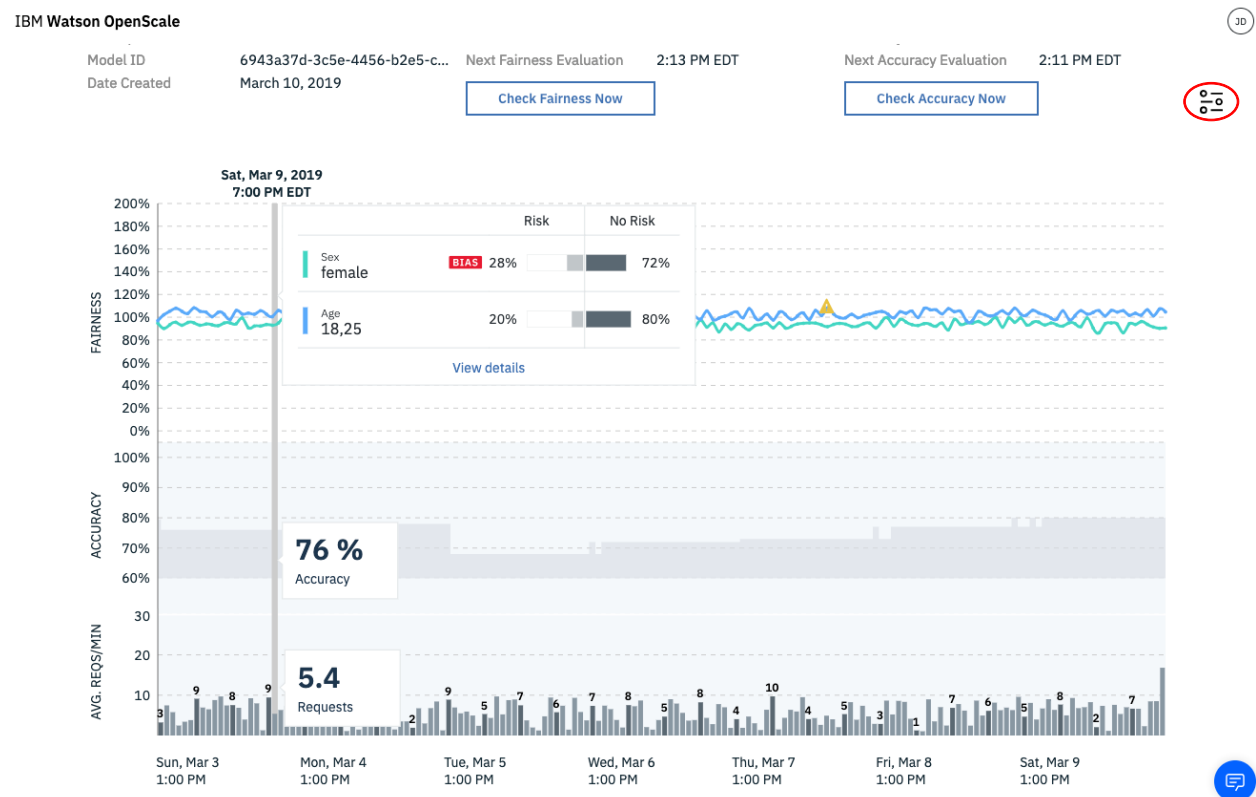 IBM Watson OpenScale
JD
Model ID 6943a37d-3c5e-4456-b2e5-c... Next Fairness Evaluation 2:13 PM EDT Next Accuracy Evaluation 2:11 PM EDT
Date Created March 10, 2019
Check Fairness Now Check Accuracy Now
Sat, Mar 9, 2019
7:00 PM EDT
FAIRNESS
200%
180%
160%
140%
120%
100%
80%
60%
40%
20%
0%
Risk No Risk
Sex
female BIAS 28% 72%
Age
18,25 20% 80%
View details
ACCURACY
100%
90%
80%
70%
60%
76 %
Accuracy
AVG. REQS/MIN
30
20
10
5.4
Requests
3 9 8 9 2 9 5 7 6 7 8 5 8 4 10 4 5 3 1 7 6 5 8 2 7
Sun, Mar 3 Mon, Mar 4 Tue, Mar 5 Wed, Mar 6 Thu, Mar 7 Fri, Mar 8 Sat, Mar 9
1:00 PM 1:00 PM 1:00 PM 1:00 PM 1:00 PM 1:00 PM 1:00 PM